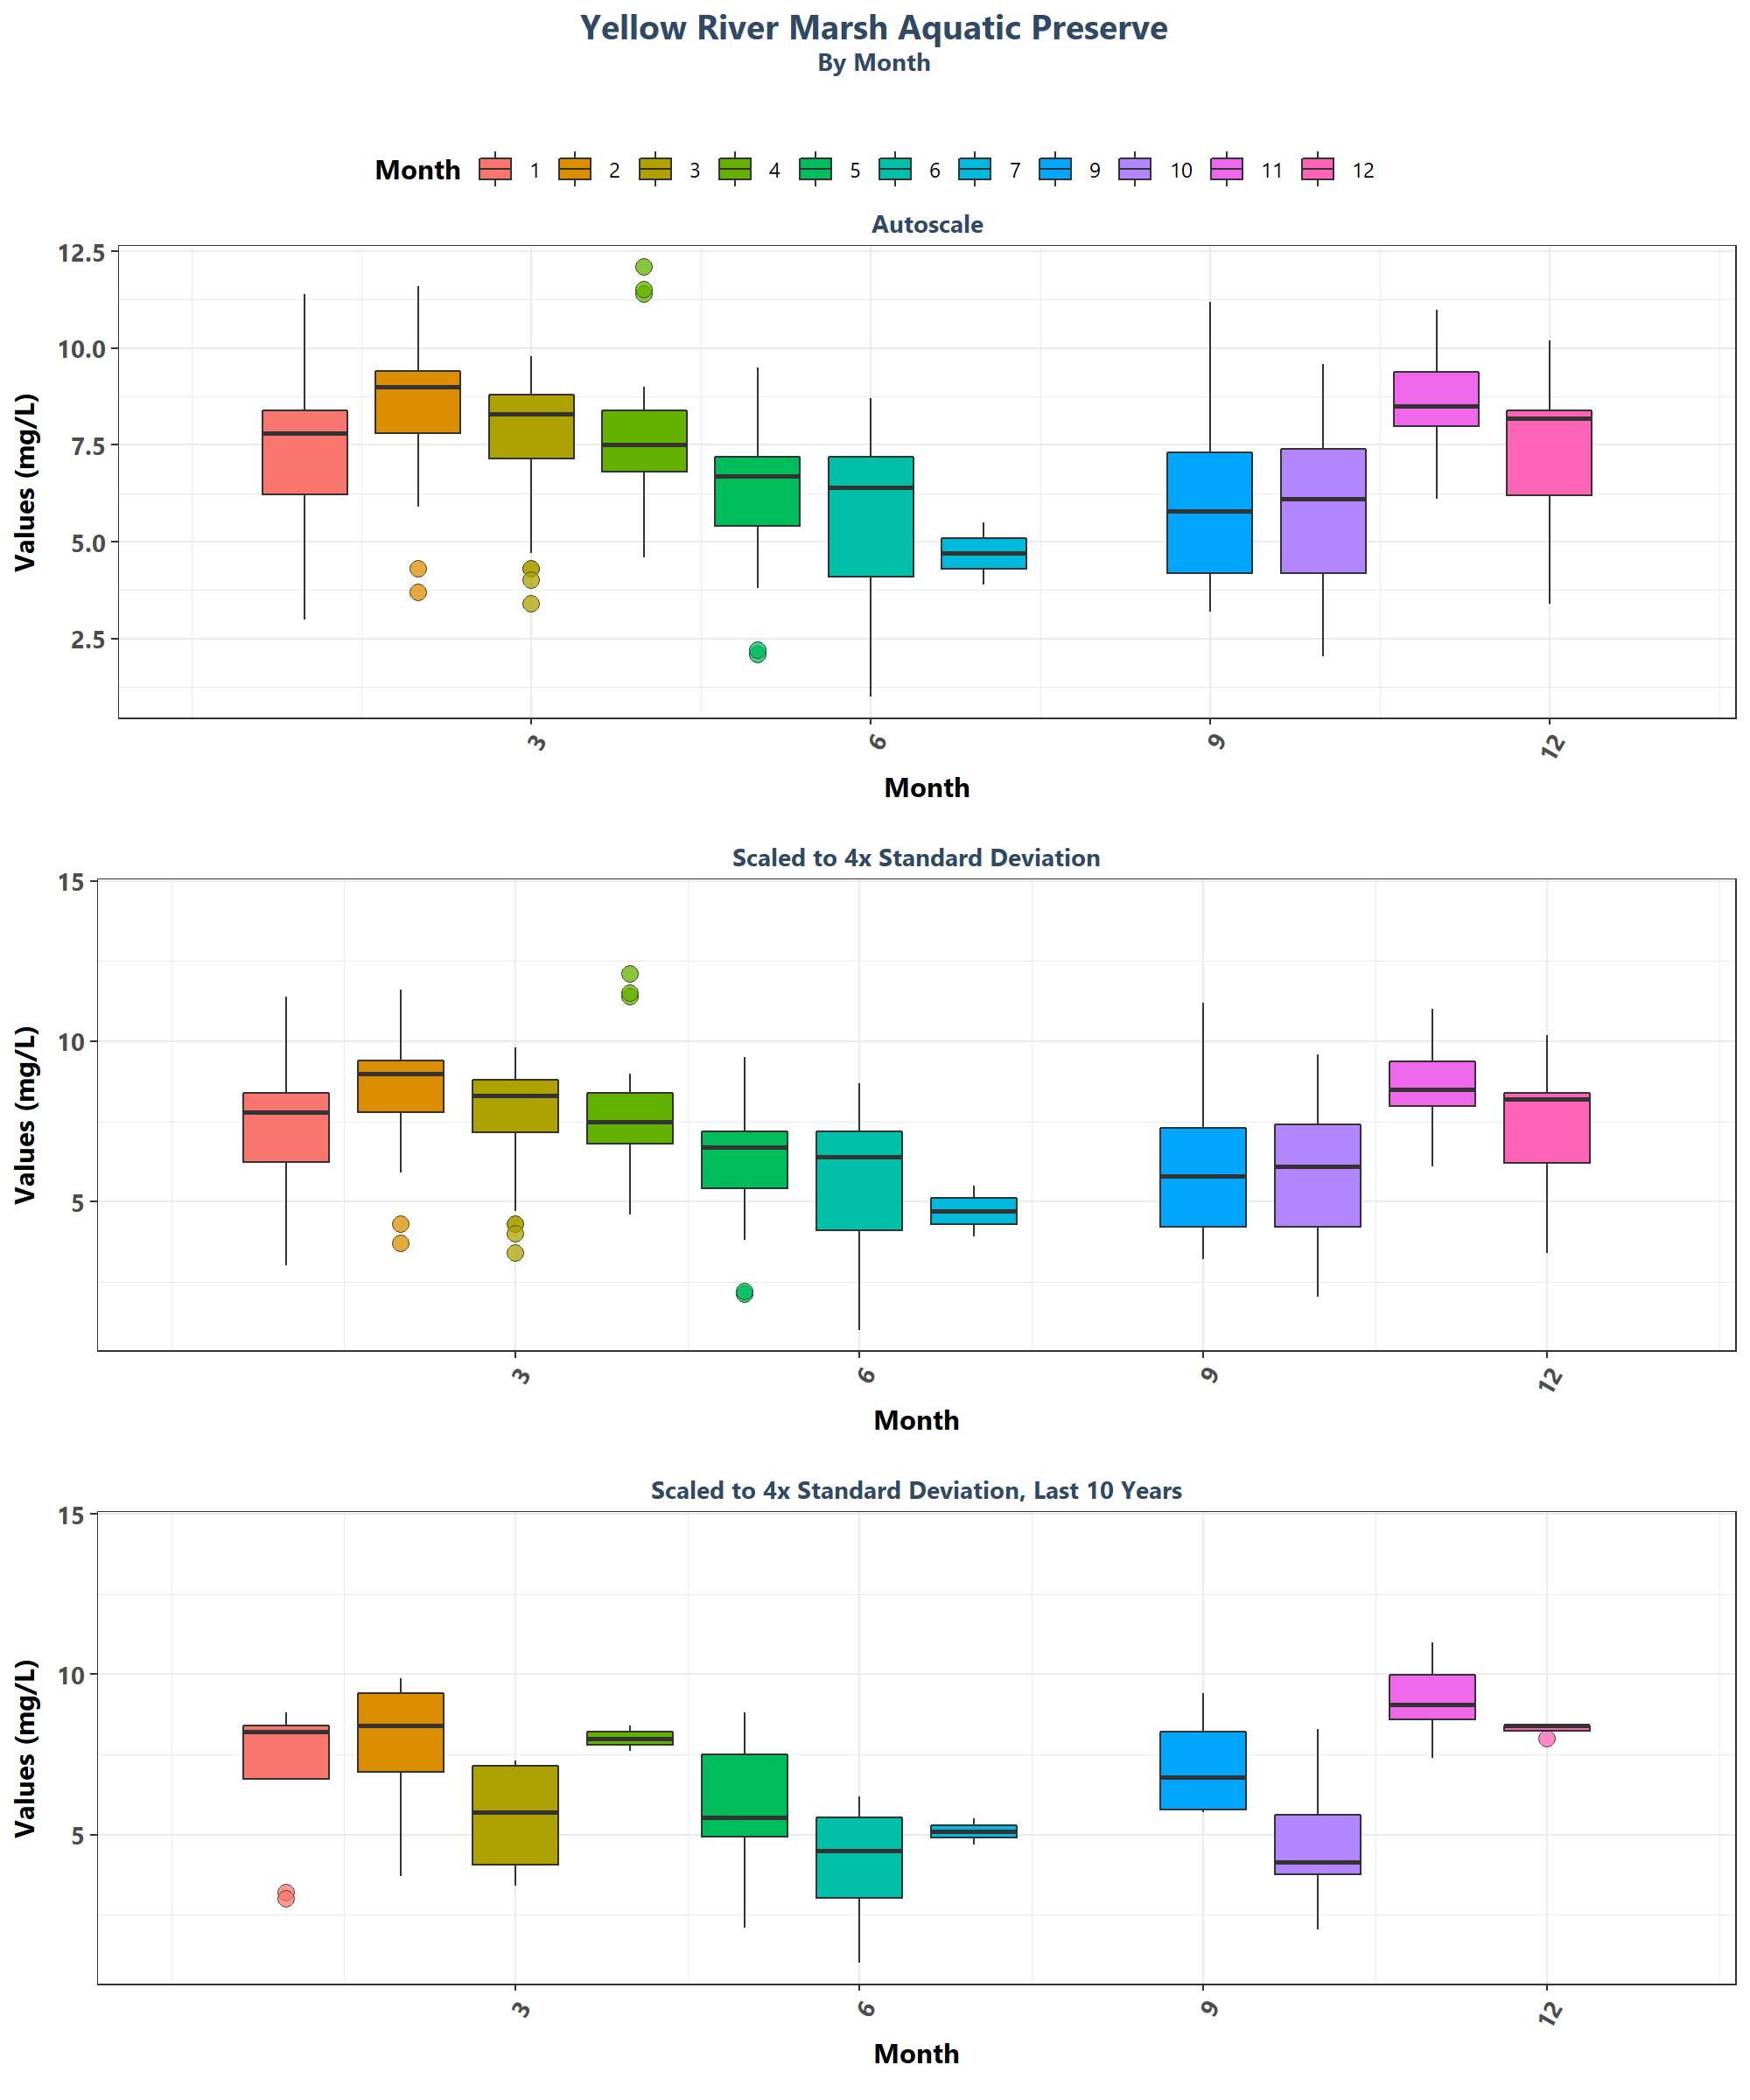 Yellow River Marsh Aquatic Preserve
By Month
Month 1 2 3 4 5 6 7 9 10 11 12
Autoscale
Values (mg/L)
12.5
10.0
7.5
5.0
2.5
3 6 9 12
Month
Scaled to 4x Standard Deviation
Values (mg/L)
15
10
5
3 6 9 12
Month
Scaled to 4x Standard Deviation, Last 10 Years
Values (mg/L)
15
10
5
3 6 9 12
Month